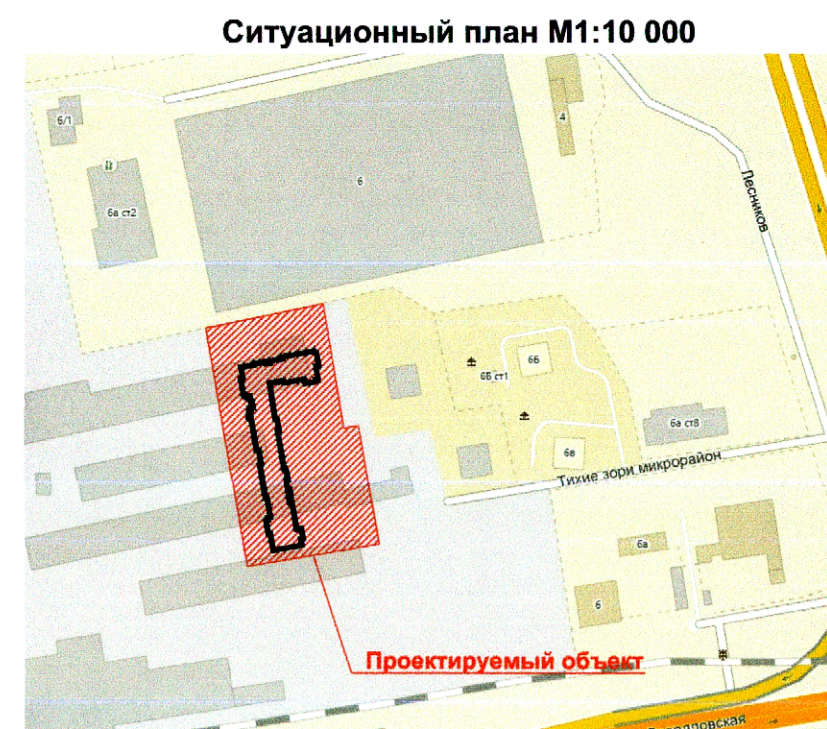 Ситуационный план М1:10 000
6/1
4
6
6а ст2
Лесников
6Б
6Б ст1
6а ст8
6в
Тихие зори микрорайон
6а
6
Проектируемый объект